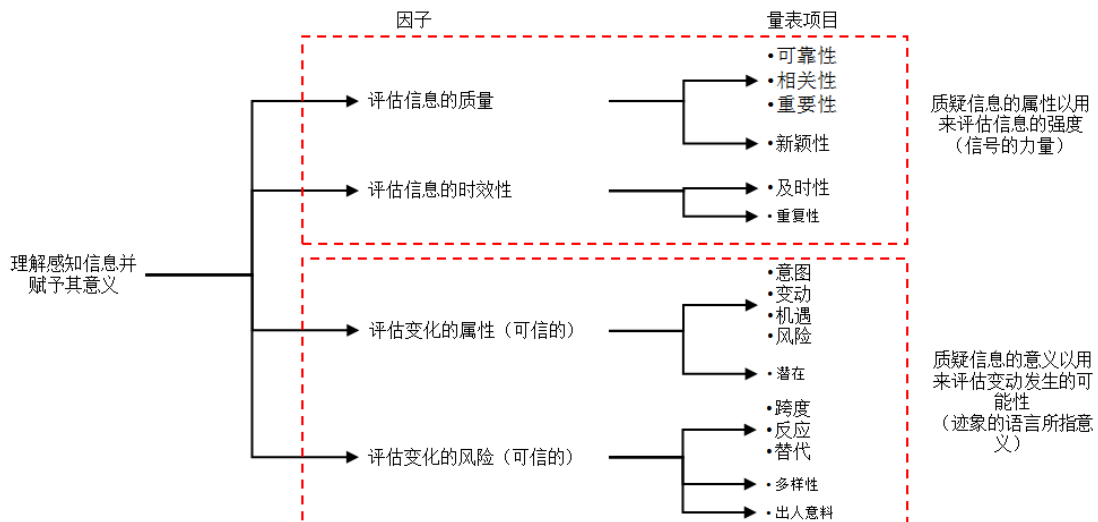 因子
量表项目
评估信息的质量
•可靠性
•相关性
•重要性
•新颖性
评估信息的时效性
•及时性
•重复性
质疑信息的属性以用
来评估信息的强度
（信号的力量）
理解感知信息并
赋予其意义
评估变化的属性（可信的）
•意图
•变动
•机遇
•风险
•潜在
评估变化的风险（可信的）
•跨度
•反应
•替代
•多样性
•出人意料
质疑信息的意义以用
来评估变动发生的可
能性
（迹象的语言所指意
义）